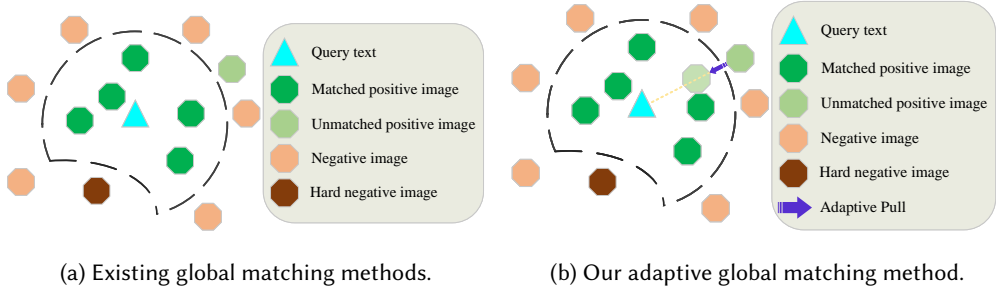 Query text
Matched positive image
Unmatched positive image
Negative image
Hard negative image
(a) Existing global matching methods.
Query text
Matched positive image
Unmatched positive image
Negative image
Hard negative image
Adaptive Pull
(b) Our adaptive global matching method.